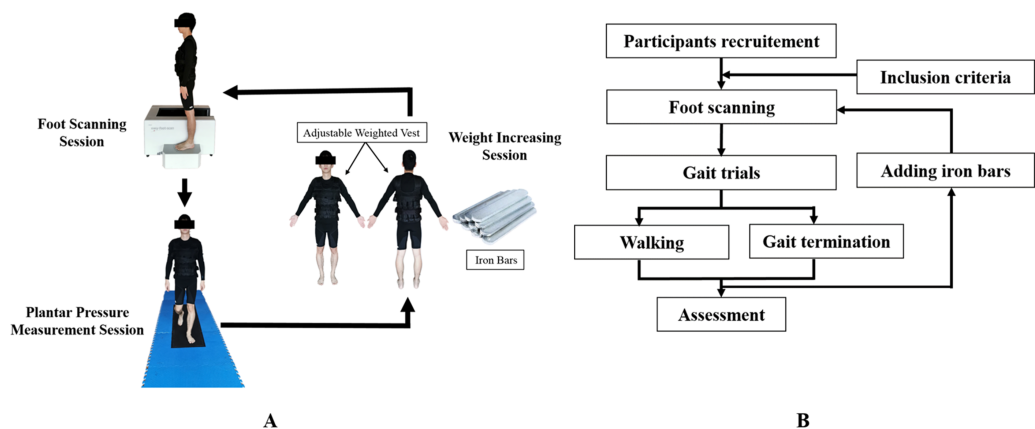 Foot Scanning
Session
Adjustable Weighted Vest
Weight Increasing
Session
Iron Bars
Plantar Pressure
Measurement Session
A
Participants recruitement
Inclusion criteria
Foot scanning
Gait trials
Adding iron bars
Walking
Gait termination
Assessment
B